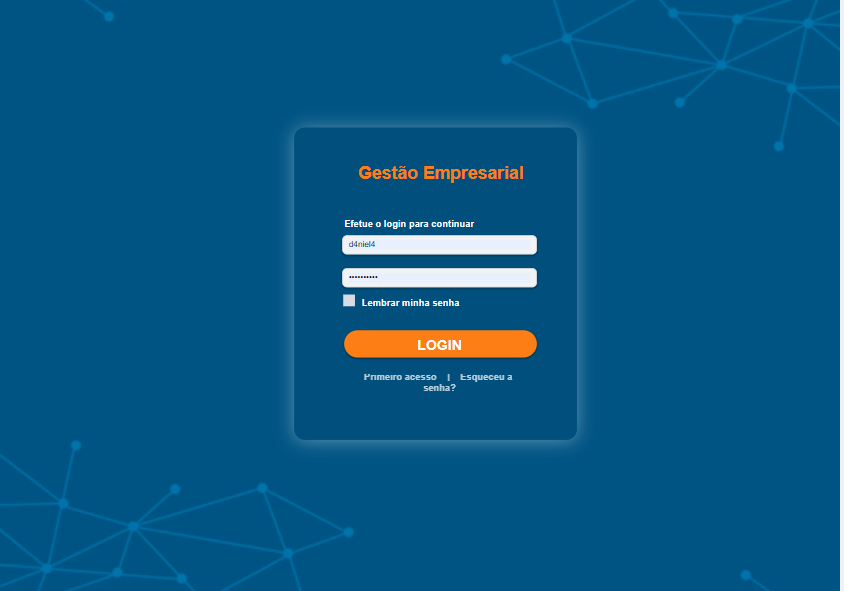 Gestão Empresarial
Efetue o login para continuar
d4niel4
••••••••••
Lembrar minha senha
LOGIN
Primeiro acesso | Esqueceu a
senha?